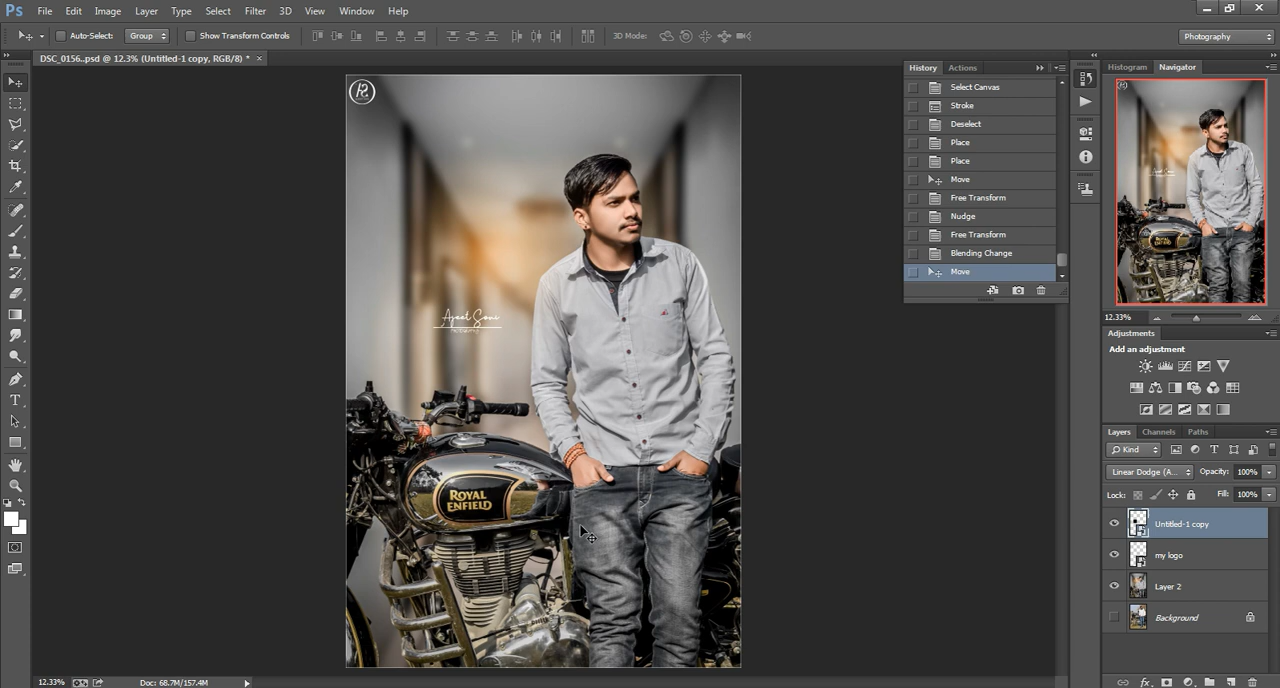 Ps File Edit Image Layer Type Select Filter 3D View Window Help
Auto-Select: Group Show Transform Controls 3D Mode: Photography
DSC_0156..psd @ 12.3% (Untitled-1 copy, RGB/8) * ×
History Actions
Select Canvas
Stroke
Deselect
Place
Place
Move
Free Transform
Nudge
Free Transform
Blending Change
Move
Histogram Navigator
12.33%
Adjustments
Add an adjustment
Layers Channels Paths
Kind
Linear Dodge (A... Opacity: 100%
Lock: Fill: 100%
Untitled-1 copy
my logo
Layer 2
Background
ROYAL
ENFIELD
12.33% Doc: 68.7M/157.4M